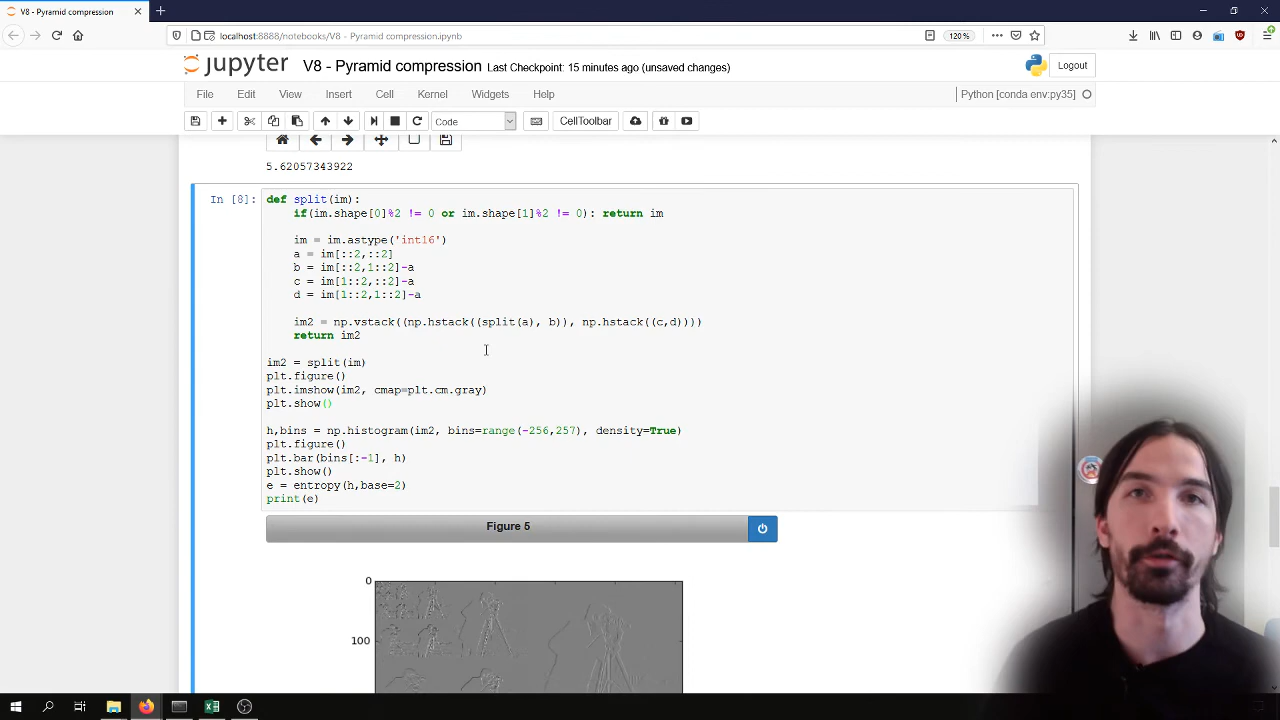 V8 - Pyramid compression
localhost:8888/notebooks/V8 - Pyramid compression.ipynb
120%
jupyter V8 - Pyramid compression Last Checkpoint: 15 minutes ago (unsaved changes)
Logout
File Edit View Insert Cell Kernel Widgets Help
Python [conda env:py35]
Code
CellToolbar
5.62057343922
In [8]:
def split(im):
if(im.shape[0]%2 != 0 or im.shape[1]%2 != 0): return im
im = im.astype('int16')
a = im[::2,::2]
b = im[::2,1::2]-a
c = im[1::2,::2]-a
d = im[1::2,1::2]-a
im2 = np.vstack((np.hstack((split(a), b)), np.hstack((c,d))))
return im2
im2 = split(im)
plt.figure()
plt.imshow(im2, cmap=plt.cm.gray)
plt.show()
h,bins = np.histogram(im2, bins=range(-256,257), density=True)
plt.figure()
plt.bar(bins[:-1], h)
plt.show()
e = entropy(h,base=2)
print(e)
Figure 5
0
100